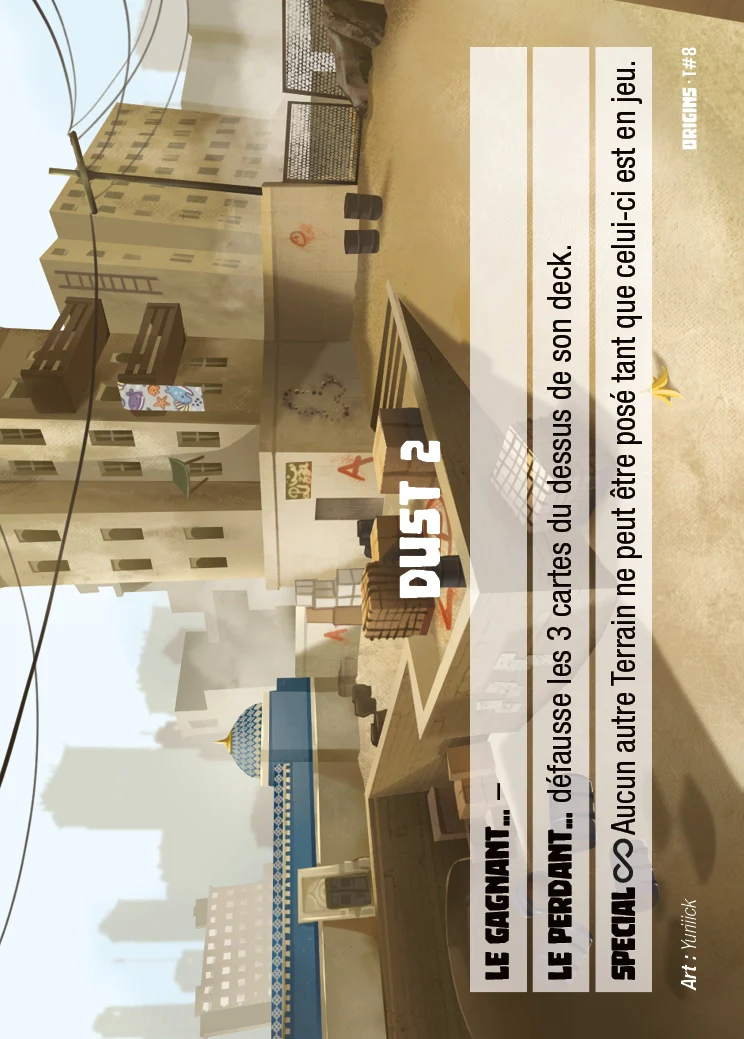 DUST 2
LE GAGNANT... –
LE PERDANT... défausse les 3 cartes du dessus de son deck.
SPECIAL ∞ Aucun autre Terrain ne peut être posé tant que celui-ci est en jeu.
Art : Yuriiick
ORIGINS · T#8
A
A